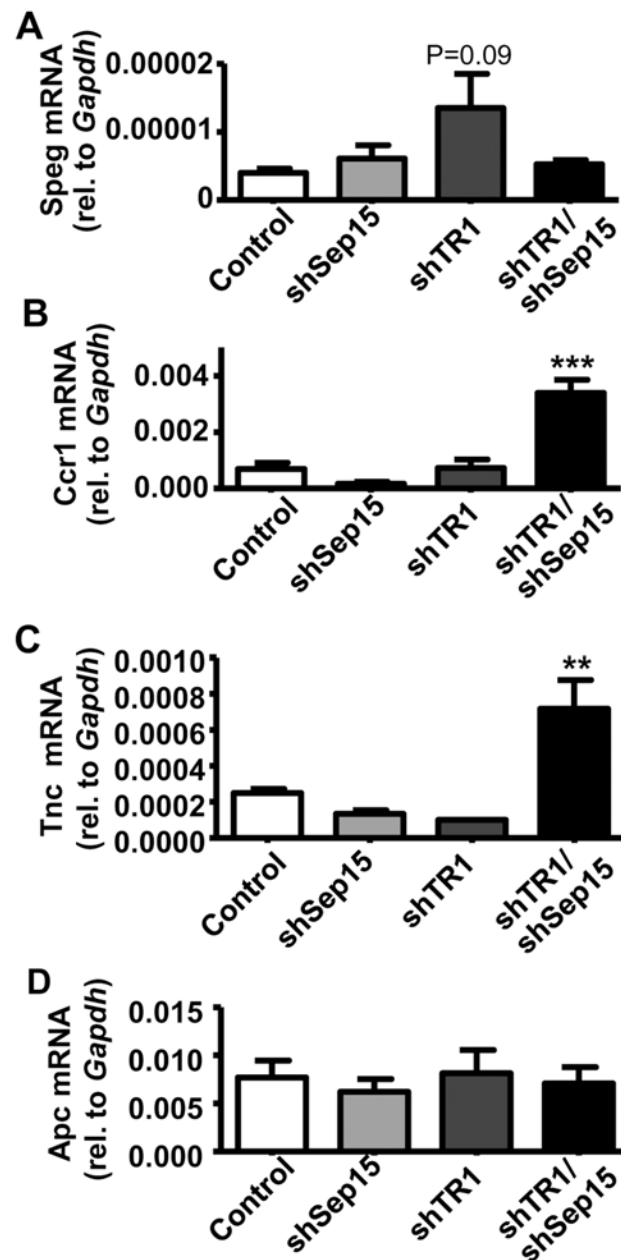 A
Speg mRNA
(rel. to Gapdh)
0.00002
0.00001
0
P=0.09
Control
shSep15
shTR1
shTR1/
shSep15
B
Ccr1 mRNA
(rel. to Gapdh)
0.004
0.002
0.000
***
Control
shSep15
shTR1
shTR1/
shSep15
C
Tnc mRNA
(rel. to Gapdh)
0.0010
0.0008
0.0006
0.0004
0.0002
0.0000
**
Control
shSep15
shTR1
shTR1/
shSep15
D
Apc mRNA
(rel. to Gapdh)
0.015
0.010
0.005
0.000
Control
shSep15
shTR1
shTR1/
shSep15